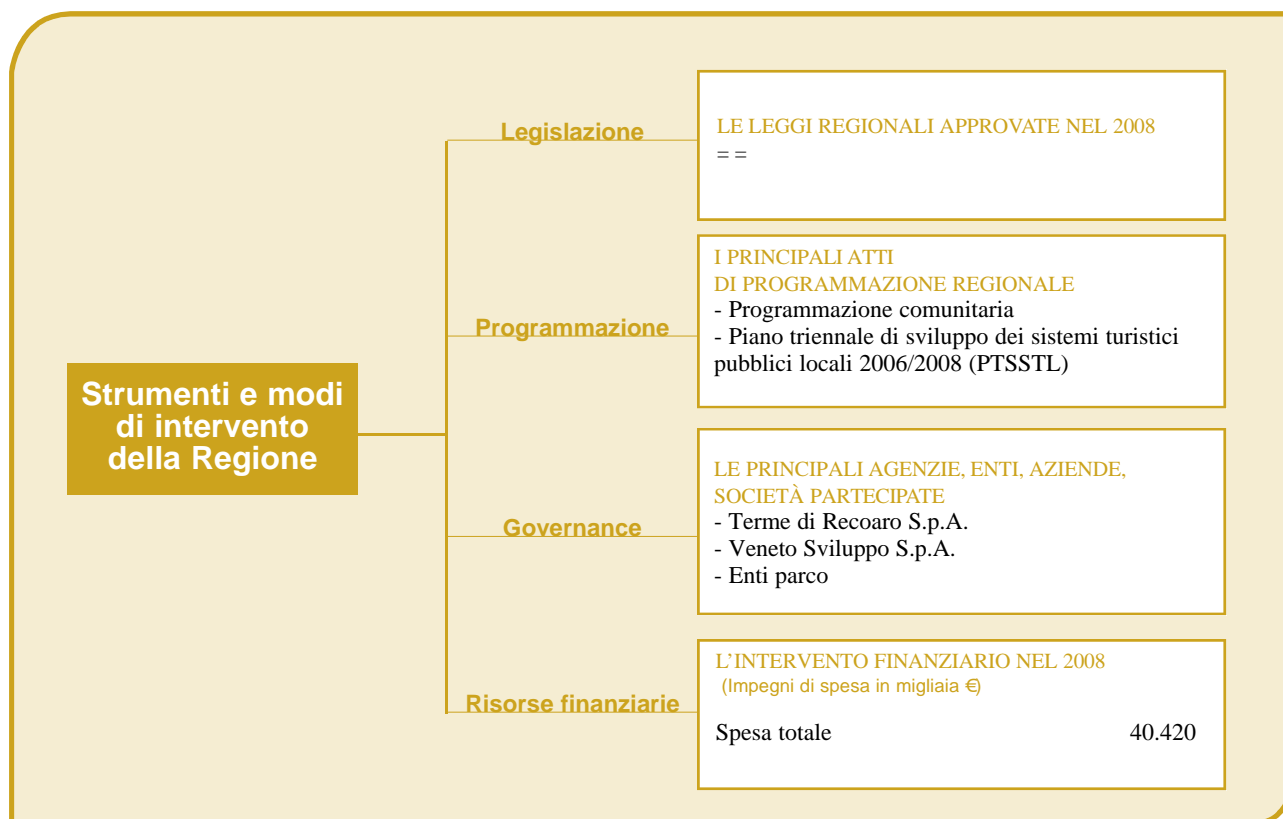 Strumenti e modi
di intervento
della Regione
Legislazione
LE LEGGI REGIONALI APPROVATE NEL 2008
= =
Programmazione
I PRINCIPALI ATTI
DI PROGRAMMAZIONE REGIONALE
- Programmazione comunitaria
- Piano triennale di sviluppo dei sistemi turistici
pubblici locali 2006/2008 (PTSSTL)
Governance
LE PRINCIPALI AGENZIE, ENTI, AZIENDE,
SOCIETÀ PARTECIPATE
- Terme di Recoaro S.p.A.
- Veneto Sviluppo S.p.A.
- Enti parco
Risorse finanziarie
L’INTERVENTO FINANZIARIO NEL 2008
(Impegni di spesa in migliaia €)
Spesa totale 40.420